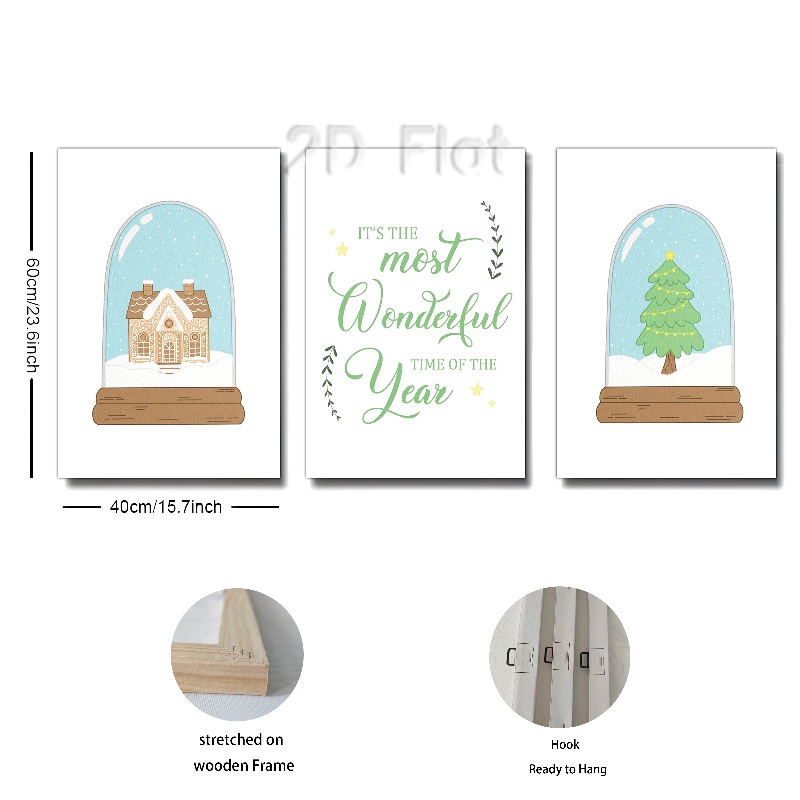 2D Flat
60cm/23.6inch
IT'S THE
most
Wonderful
TIME OF THE
Year
40cm/15.7inch
stretched on
wooden Frame
Hook
Ready to Hang